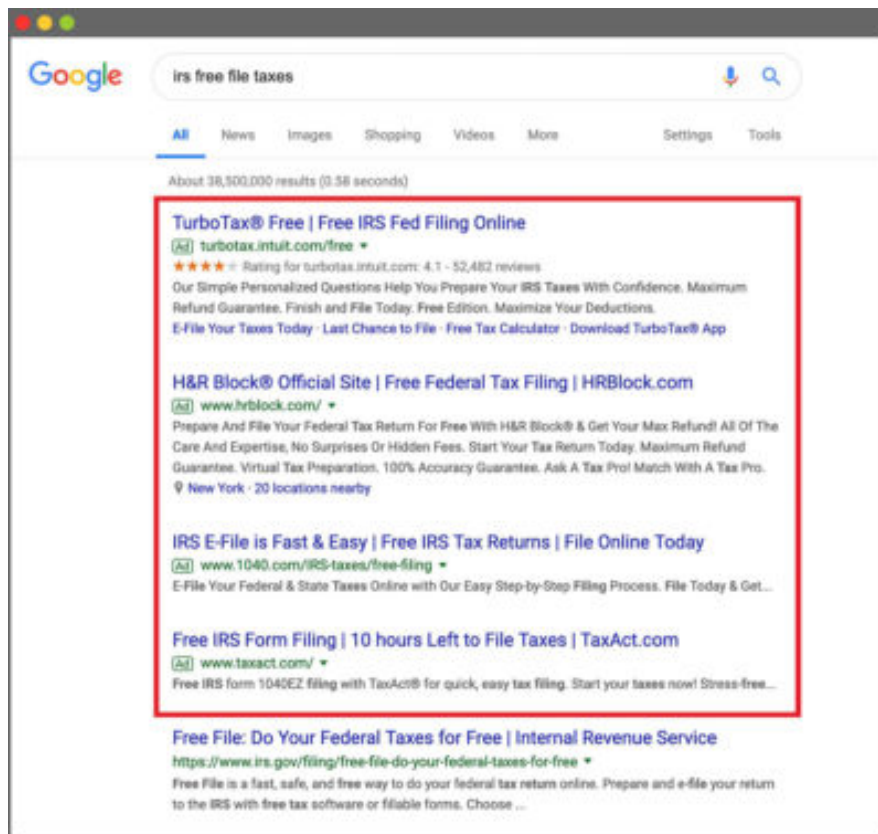 Google
irs free file taxes
All News Images Shopping Videos More Settings Tools
About 38,500,000 results (0.58 seconds)
TurboTax® Free | Free IRS Fed Filing Online
Ad turbotax.intuit.com/free
Rating for turbotax.intuit.com: 4.1 - 52,482 reviews
Our Simple Personalized Questions Help You Prepare Your IRS Taxes With Confidence. Maximum
Refund Guarantee. Finish and File Today. Free Edition. Maximize Your Deductions.
E-File Your Taxes Today · Last Chance to File · Free Tax Calculator · Download TurboTax® App
H&R Block® Official Site | Free Federal Tax Filing | HRBlock.com
Ad www.hrblock.com/
Prepare And File Your Federal Tax Return For Free With H&R Block® & Get Your Max Refund! All Of The
Care And Expertise, No Surprises Or Hidden Fees. Start Your Tax Return Today. Maximum Refund
Guarantee. Virtual Tax Preparation. 100% Accuracy Guarantee. Ask A Tax Pro! Match With A Tax Pro.
New York · 20 locations nearby
IRS E-File is Fast & Easy | Free IRS Tax Returns | File Online Today
Ad www.1040.com/IRS-taxes/free-filing
E-File Your Federal & State Taxes Online with Our Easy Step-by-Step Filing Process. File Today & Get...
Free IRS Form Filing | 10 hours Left to File Taxes | TaxAct.com
Ad www.taxact.com/
Free IRS form 1040EZ filing with TaxAct® for quick, easy tax filing. Start your taxes now! Stress-free...
Free File: Do Your Federal Taxes for Free | Internal Revenue Service
https://www.irs.gov/filing/free-file-do-your-federal-taxes-for-free
Free File is a fast, safe, and free way to do your federal tax return online. Prepare and e-file your return
to the IRS with free tax software or fillable forms. Choose ...